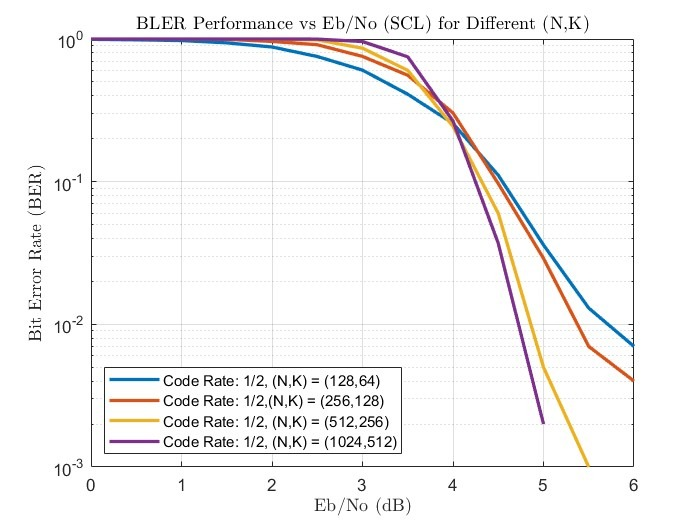 BLER Performance vs Eb/No (SCL) for Different (N,K)
10^0
10^-1
10^-2
10^-3
Bit Error Rate (BER)
Code Rate: 1/2, (N,K) = (128,64)
Code Rate: 1/2,(N,K) = (256,128)
Code Rate: 1/2, (N,K) = (512,256)
Code Rate: 1/2, (N,K) = (1024,512)
0 1 2 3 4 5 6
Eb/No (dB)